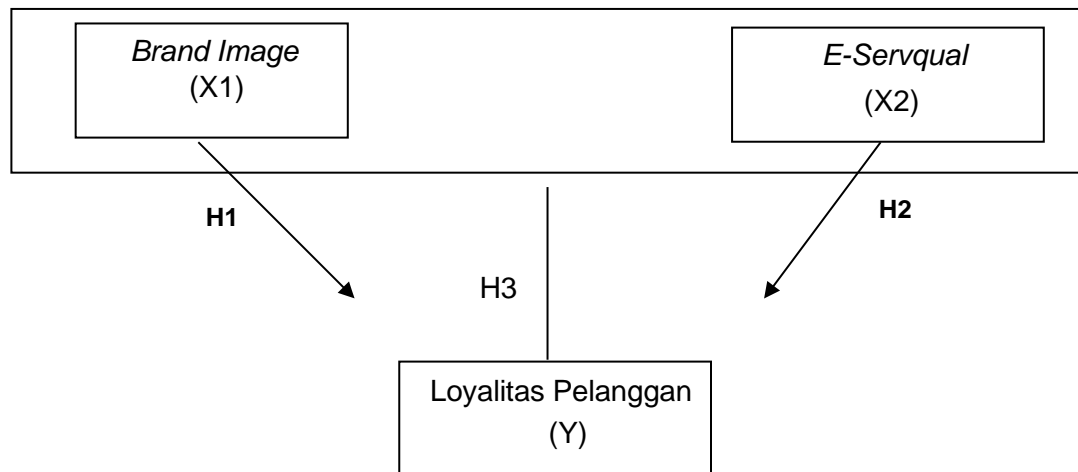 Brand Image
(X1)
E-Servqual
(X2)
H1
H2
H3
Loyalitas Pelanggan
(Y)